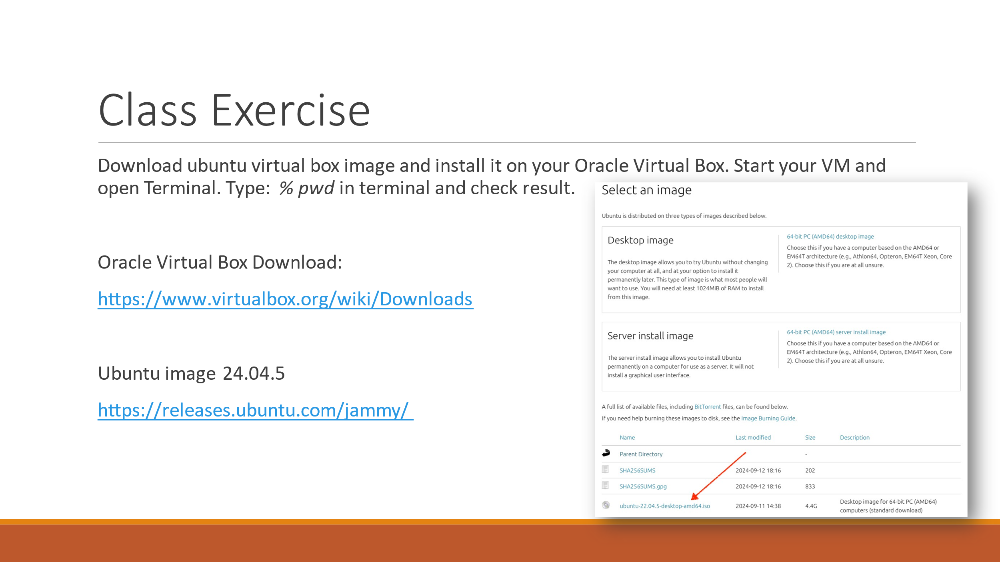 Class Exercise
Download ubuntu virtual box image and install it on your Oracle Virtual Box. Start your VM and
open Terminal. Type: % pwd in terminal and check result.
Oracle Virtual Box Download:
https://www.virtualbox.org/wiki/Downloads
Ubuntu image 24.04.5
https://releases.ubuntu.com/jammy/
Select an image
Ubuntu is distributed on three types of images described below.
Desktop image
The desktop image allows you to try Ubuntu without changing
your computer at all, and at your option to install it
permanently later. This type of image is what most people will
want to use. You will need at least 1024MiB of RAM to install
from this image.
64-bit PC (AMD64) desktop image
Choose this if you have a computer based on the AMD64 or
EM64T architecture (e.g., Athlon64, Opteron, EM64T Xeon, Core
2). Choose this if you are at all unsure.
Server install image
The server install image allows you to install Ubuntu
permanently on a computer for use as a server. It will not
install a graphical user interface.
64-bit PC (AMD64) server install image
Choose this if you have a computer based on the AMD64 or
EM64T architecture (e.g., Athlon64, Opteron, EM64T Xeon, Core
2). Choose this if you are at all unsure.
A full list of available files, including BitTorrent files, can be found below.
If you need help burning these images to disk, see the Image Burning Guide.
Name Last modified Size Description
Parent Directory -
SHA256SUMS 2024-09-12 18:16 202
SHA256SUMS.gpg 2024-09-12 18:16 833
ubuntu-22.04.5-desktop-amd64.iso 2024-09-11 14:38 4.4G Desktop image for 64-bit PC (AMD64)
computers (standard download)